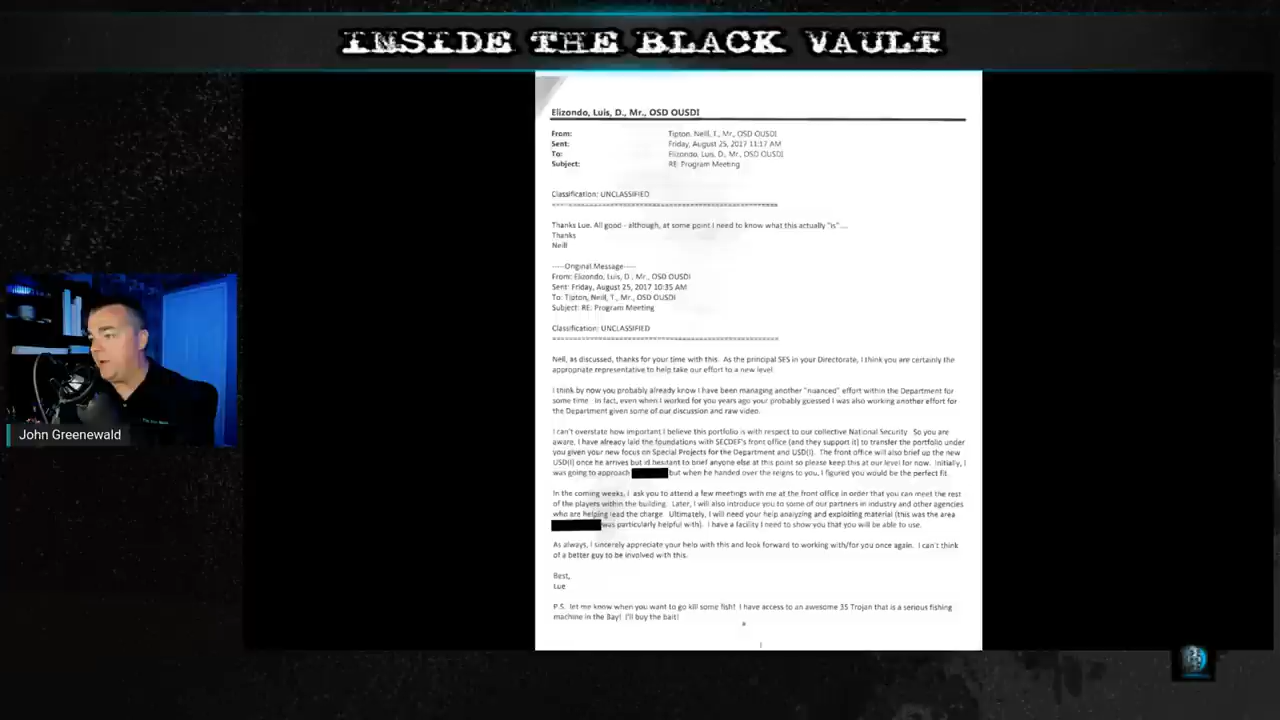 INSIDE THE BLACK VAULT
Elizondo, Luis, D., Mr., OSD OUSDI
From: Tipton, Neill, T., Mr., OSD OUSDI
Sent: Friday, August 25, 2017 11:17 AM
To: Elizondo, Luis, D., Mr., OSD OUSDI
Subject: RE: Program Meeting
Classification: UNCLASSIFIED
Thanks Lue. All good - although, at some point I need to know what this actually "is"....
Thanks
Neill
-----Original Message-----
From: Elizondo, Luis, D., Mr., OSD OUSDI
Sent: Friday, August 25, 2017 10:35 AM
To: Tipton, Neill, T., Mr., OSD OUSDI
Subject: RE: Program Meeting
Classification: UNCLASSIFIED
Neil, as discussed, thanks for your time with this. As the principal SES in your Directorate, I think you are certainly the
appropriate representative to help take our effort to a new level.
I think by now you probably already know I have been managing another "nuanced" effort within the Department for
some time. In fact, even when I worked for you years ago your probably guessed I was also working another effort for
the Department given some of our discussion and raw video.
I can't overstate how important I believe this portfolio is with respect to our collective National Security. So you are
aware, I have already laid the foundations with SECDEF's front office (and they support it) to transfer the portfolio under
you given your new focus on Special Projects for the Department and USD(I). The front office will also brief up the new
USD(I) once he arrives but is hesitant to brief anyone else at this point so please keep this at our level for now. Initially, I
was going to approach but when he handed over the reigns to you, I figured you would be the perfect fit.
In the coming weeks, I ask you to attend a few meetings with me at the front office in order that you can meet the rest
of the players within the building. Later, I will also introduce you to some of our partners in industry and other agencies
who are helping lead the charge. Ultimately, I will need your help analyzing and exploiting material (this was the area
was particularly helpful with). I have a facility I need to show you that you will be able to use.
As always, I sincerely appreciate your help with this and look forward to working with/for you once again. I can't think
of a better guy to be involved with this.
Best,
Lue
P.S. let me know when you want to go kill some fish! I have access to an awesome 35 Trojan that is a serious fishing
machine in the Bay! I'll buy the bait!
John Greenewald